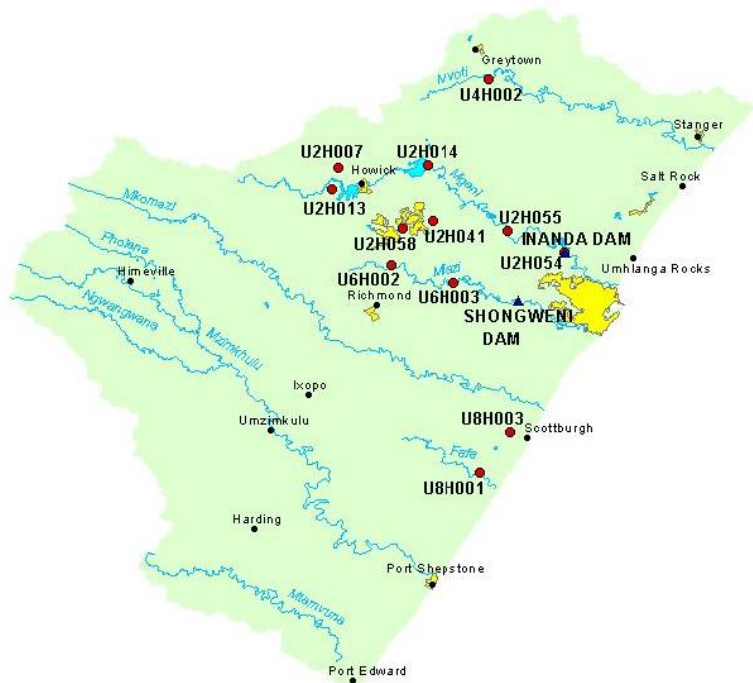 Greytown
Mvoti
U4H002
Stanger
U2H007
U2H014
Howick
Salt Rock
Mkomazi
Mgeni
U2H013
U2H055
U2H041
INANDA DAM
Pholana
U2H058
U2H054
Umhlanga Rocks
Himeville
U6H002
Mlazi
Ngwangwana
Richmond
U6H003
Mzimkhulu
SHONGWENI
DAM
Ixopo
Umzimkulu
U8H003
Scottburgh
Fafa
U8H001
Harding
Port Shepstone
Mtamvuna
Port Edward